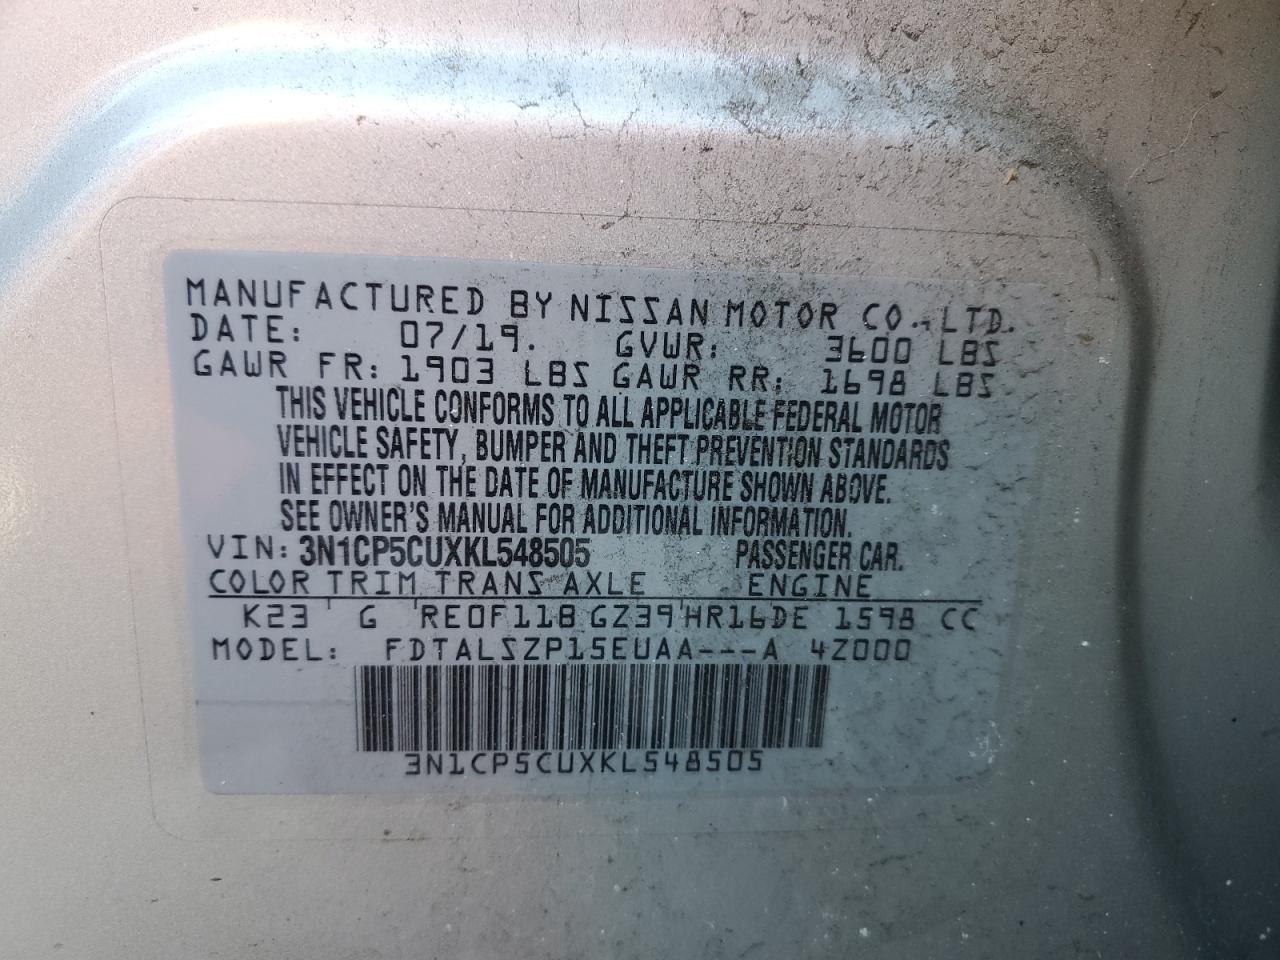 MANUFACTURED BY NISSAN MOTOR CO., LTD.
DATE: 07/19. GVWR: 3600 LBS
GAWR FR: 1903 LBS GAWR RR: 1698 LBS
THIS VEHICLE CONFORMS TO ALL APPLICABLE FEDERAL MOTOR
VEHICLE SAFETY, BUMPER AND THEFT PREVENTION STANDARDS
IN EFFECT ON THE DATE OF MANUFACTURE SHOWN ABOVE.
SEE OWNER'S MANUAL FOR ADDITIONAL INFORMATION.
VIN: 3N1CP5CUXKL548505 PASSENGER CAR.
COLOR TRIM TRANS AXLE ENGINE
K23 G RE0F11B GZ39 HR16DE 1598 CC
MODEL: FDTALSZP15EUAA---A 4Z000
3N1CP5CUXKL548505